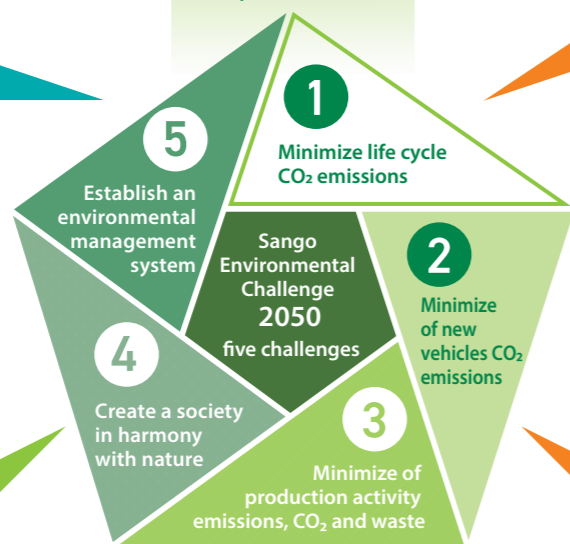 1
Minimize life cycle
CO₂ emissions
2
Minimize
of new
vehicles CO₂
emissions
3
Minimize of
production activity
emissions, CO₂ and waste
4
Create a society
in harmony
with nature
5
Establish an
environmental
management
system
Sango
Environmental
Challenge
2050
five challenges